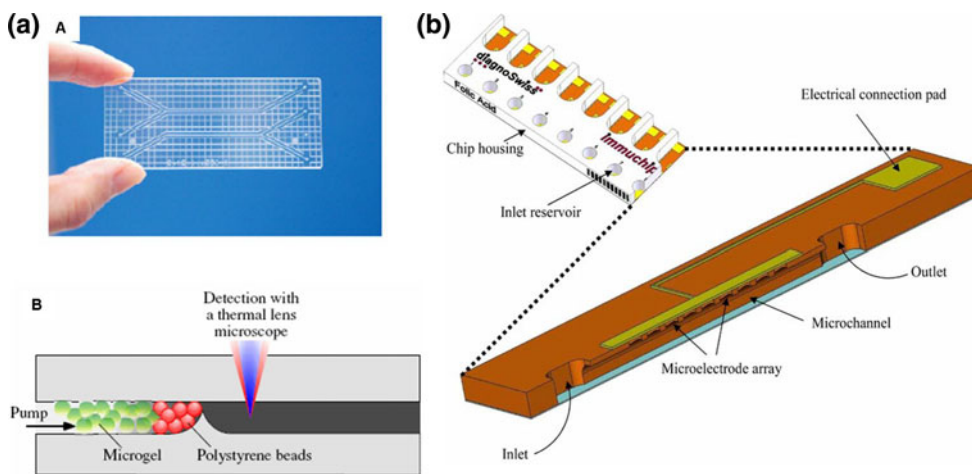 (a)
A
B
Detection with
a thermal lens
microscope
Pump
Microgel
Polystyrene beads
(b)
diagnoSwiss
Folic Acid
Immuchip
Chip housing
Inlet reservoir
Electrical connection pad
Outlet
Microchannel
Microelectrode array
Inlet